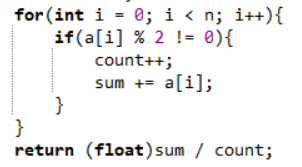 for(int i = 0; i < n; i++){
if(a[i] % 2 != 0){
count++;
sum += a[i];
}
}
return (float)sum / count;